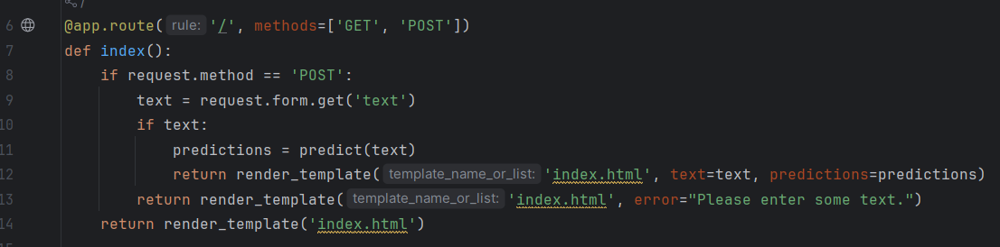 6 @app.route( rule: '/', methods=['GET', 'POST'])
7 def index():
8 if request.method == 'POST':
9 text = request.form.get('text')
10 if text:
11 predictions = predict(text)
12 return render_template( template_name_or_list: 'index.html', text=text, predictions=predictions)
13 return render_template( template_name_or_list: 'index.html', error="Please enter some text.")
14 return render_template('index.html')